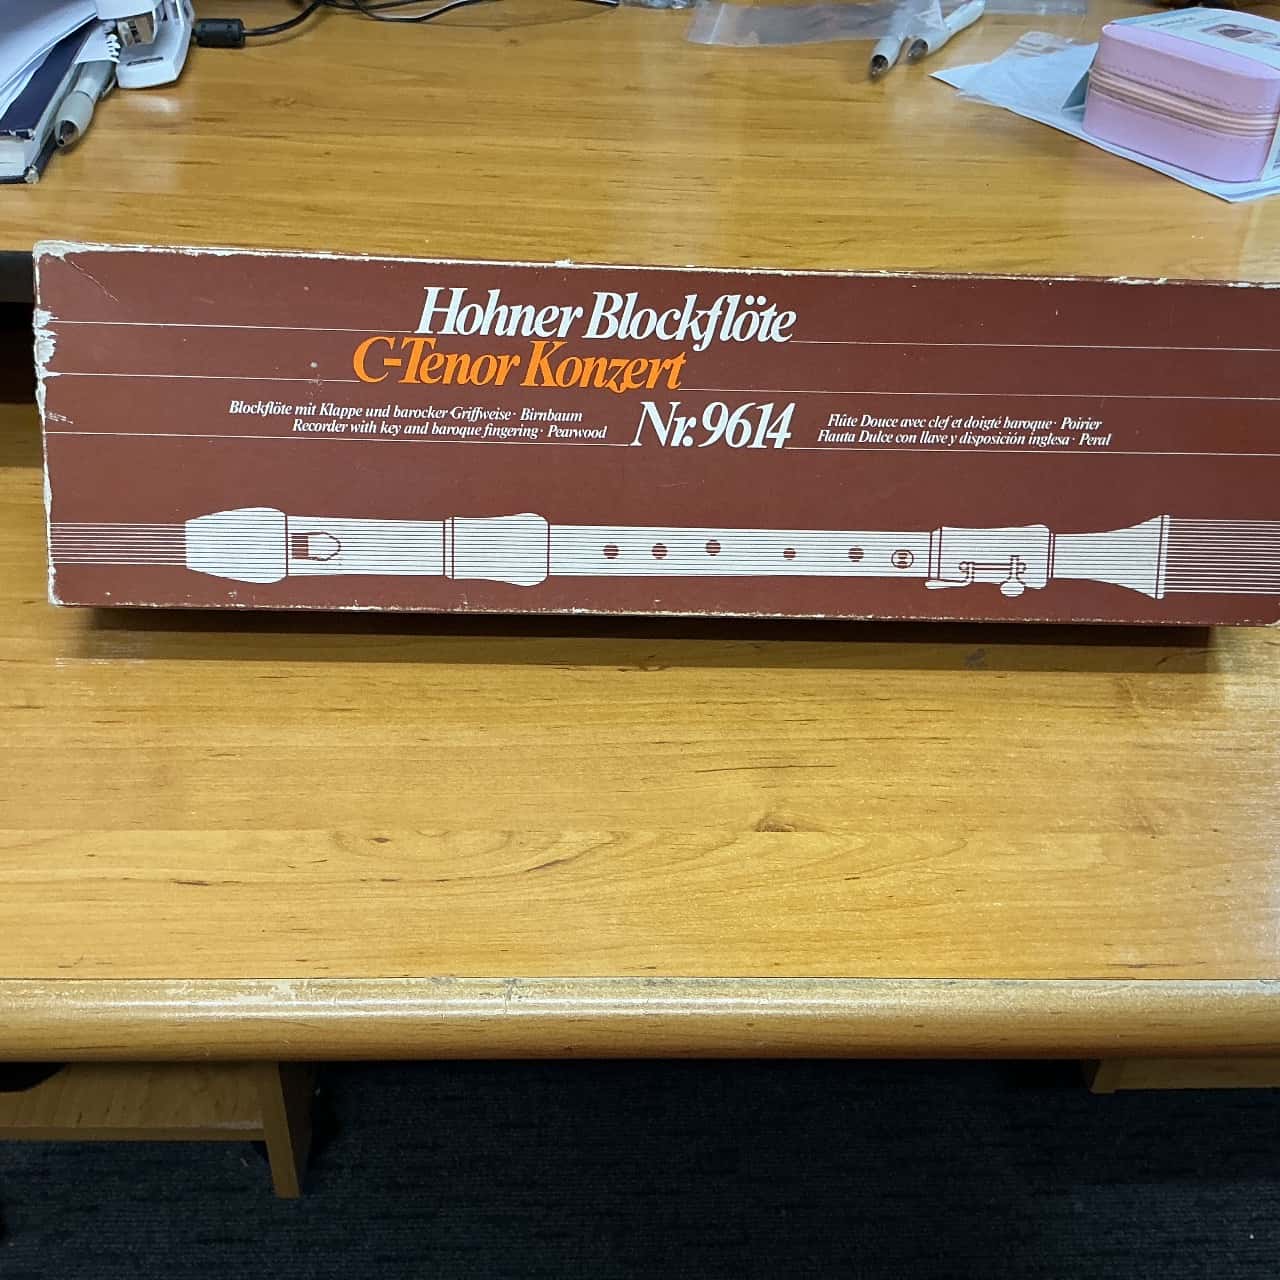 Hohner Blockflöte
C-Tenor Konzert
Blockflöte mit Klappe und barocker Griffweise · Birnbaum
Recorder with key and baroque fingering · Pearwood
Nr. 9614
Flûte Douce avec clef et doigté baroque · Poirier
Flauta Dulce con llave y disposición inglesa · Peral